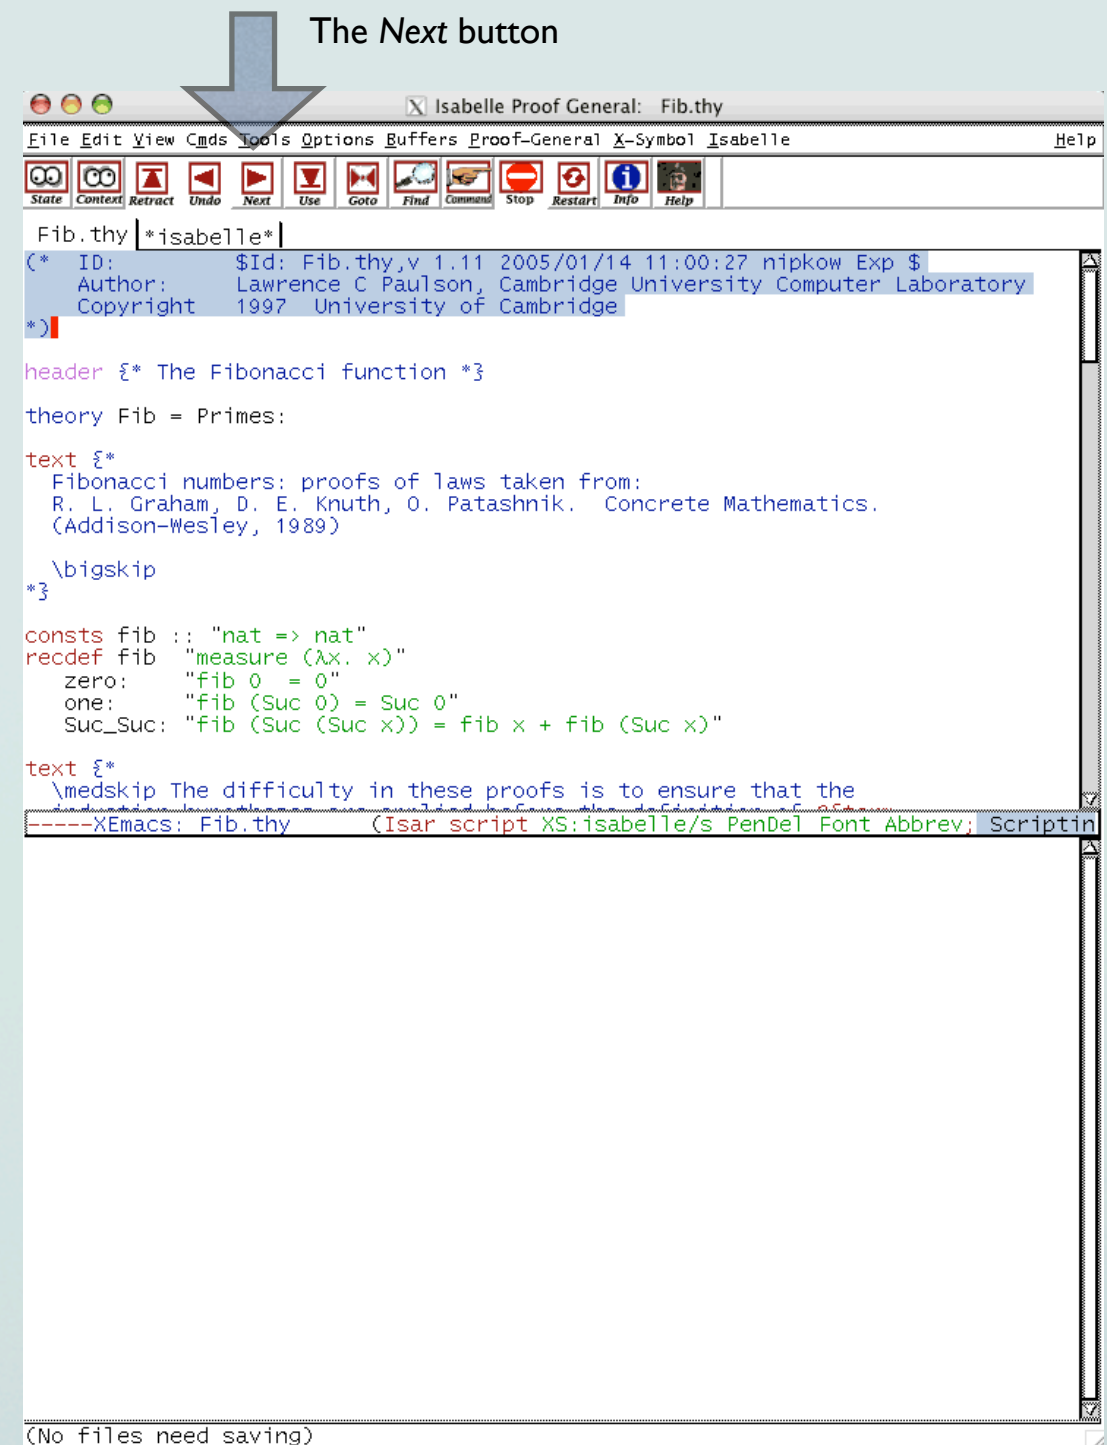 The Next button
Isabelle Proof General: Fib.thy
File Edit View Cmds Tools Options Buffers Proof-General X-Symbol Isabelle Help
State Context Retract Undo Next Use Goto Find Command Stop Restart Info Help
Fib.thy *isabelle*
(*  ID:         $Id: Fib.thy,v 1.11 2005/01/14 11:00:27 nipkow Exp $
    Author:     Lawrence C Paulson, Cambridge University Computer Laboratory
    Copyright   1997  University of Cambridge
*)
header {* The Fibonacci function *}
theory Fib = Primes:
text {*
  Fibonacci numbers: proofs of laws taken from:
  R. L. Graham, D. E. Knuth, O. Patashnik.  Concrete Mathematics.
  (Addison-Wesley, 1989)
  \bigskip
*}
consts fib :: "nat => nat"
recdef fib  "measure (λx. x)"
   zero:    "fib 0  = 0"
   one:     "fib (Suc 0) = Suc 0"
   Suc_Suc: "fib (Suc (Suc x)) = fib x + fib (Suc x)"
text {*
  \medskip The difficulty in these proofs is to ensure that the
-----XEmacs: Fib.thy      (Isar script XS:isabelle/s PenDel Font Abbrev; Scriptin
(No files need saving)